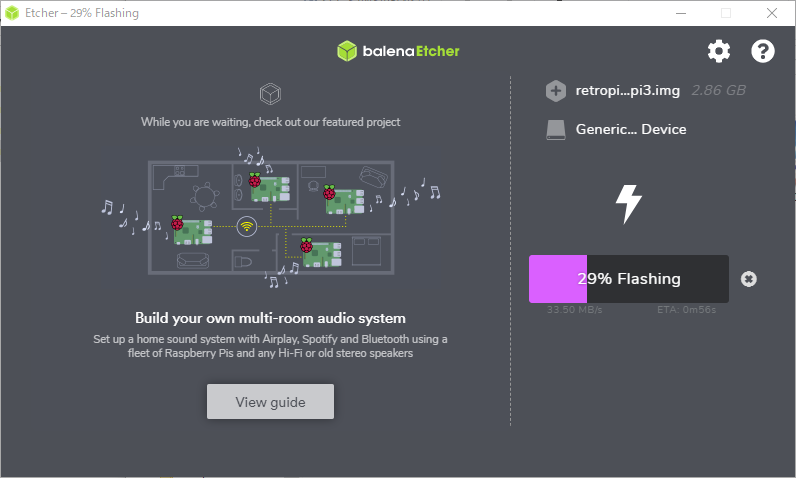 Etcher – 29% Flashing
balenaEtcher
While you are waiting, check out our featured project
Build your own multi-room audio system
Set up a home sound system with Airplay, Spotify and Bluetooth using a
fleet of Raspberry Pis and any Hi-Fi or old stereo speakers
View guide
retropi...pi3.img 2.86 GB
Generic... Device
29% Flashing
33.50 MB/s ETA: 0m56s